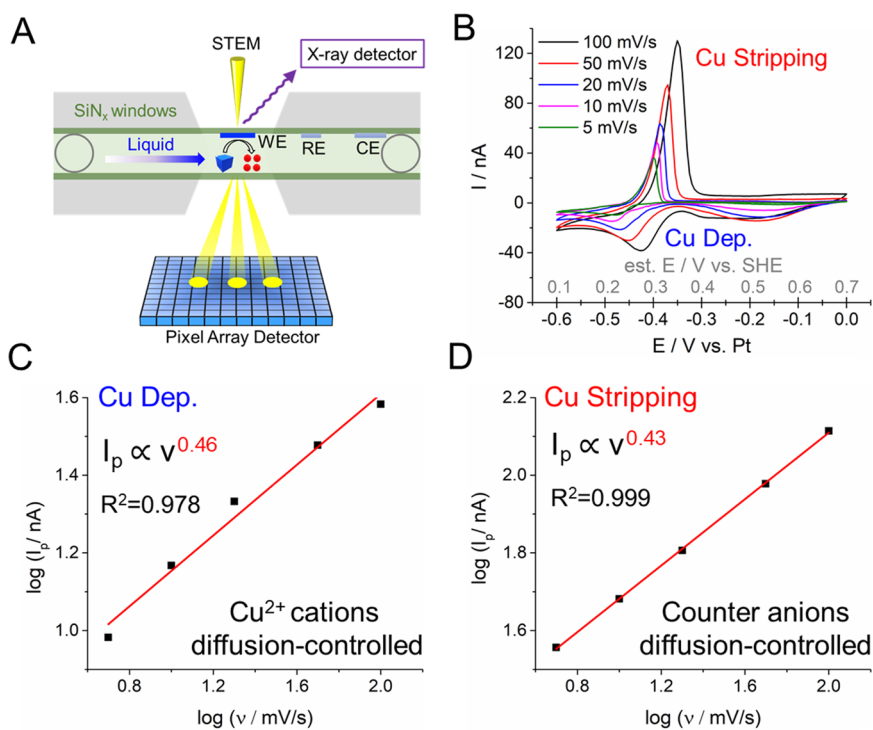 A
STEM
X-ray detector
SiNₓ windows
Liquid
WE
RE
CE
Pixel Array Detector
B
I / nA
120
80
40
0
-40
-80
100 mV/s
50 mV/s
20 mV/s
10 mV/s
5 mV/s
Cu Stripping
Cu Dep.
est. E / V vs. SHE
0.1 0.2 0.3 0.4 0.5 0.6 0.7
-0.6 -0.5 -0.4 -0.3 -0.2 -0.1 0.0
E / V vs. Pt
C
log (Iₚ/ nA)
1.6
1.4
1.2
1.0
Cu Dep.
Iₚ ∝ v⁰·⁴⁶
R²=0.978
Cu²⁺ cations
diffusion-controlled
0.8 1.2 1.6 2.0
log (ν / mV/s)
D
log (Iₚ/ nA)
2.2
2.0
1.8
1.6
Cu Stripping
Iₚ ∝ v⁰·⁴³
R²=0.999
Counter anions
diffusion-controlled
0.8 1.2 1.6 2.0
log (ν / mV/s)